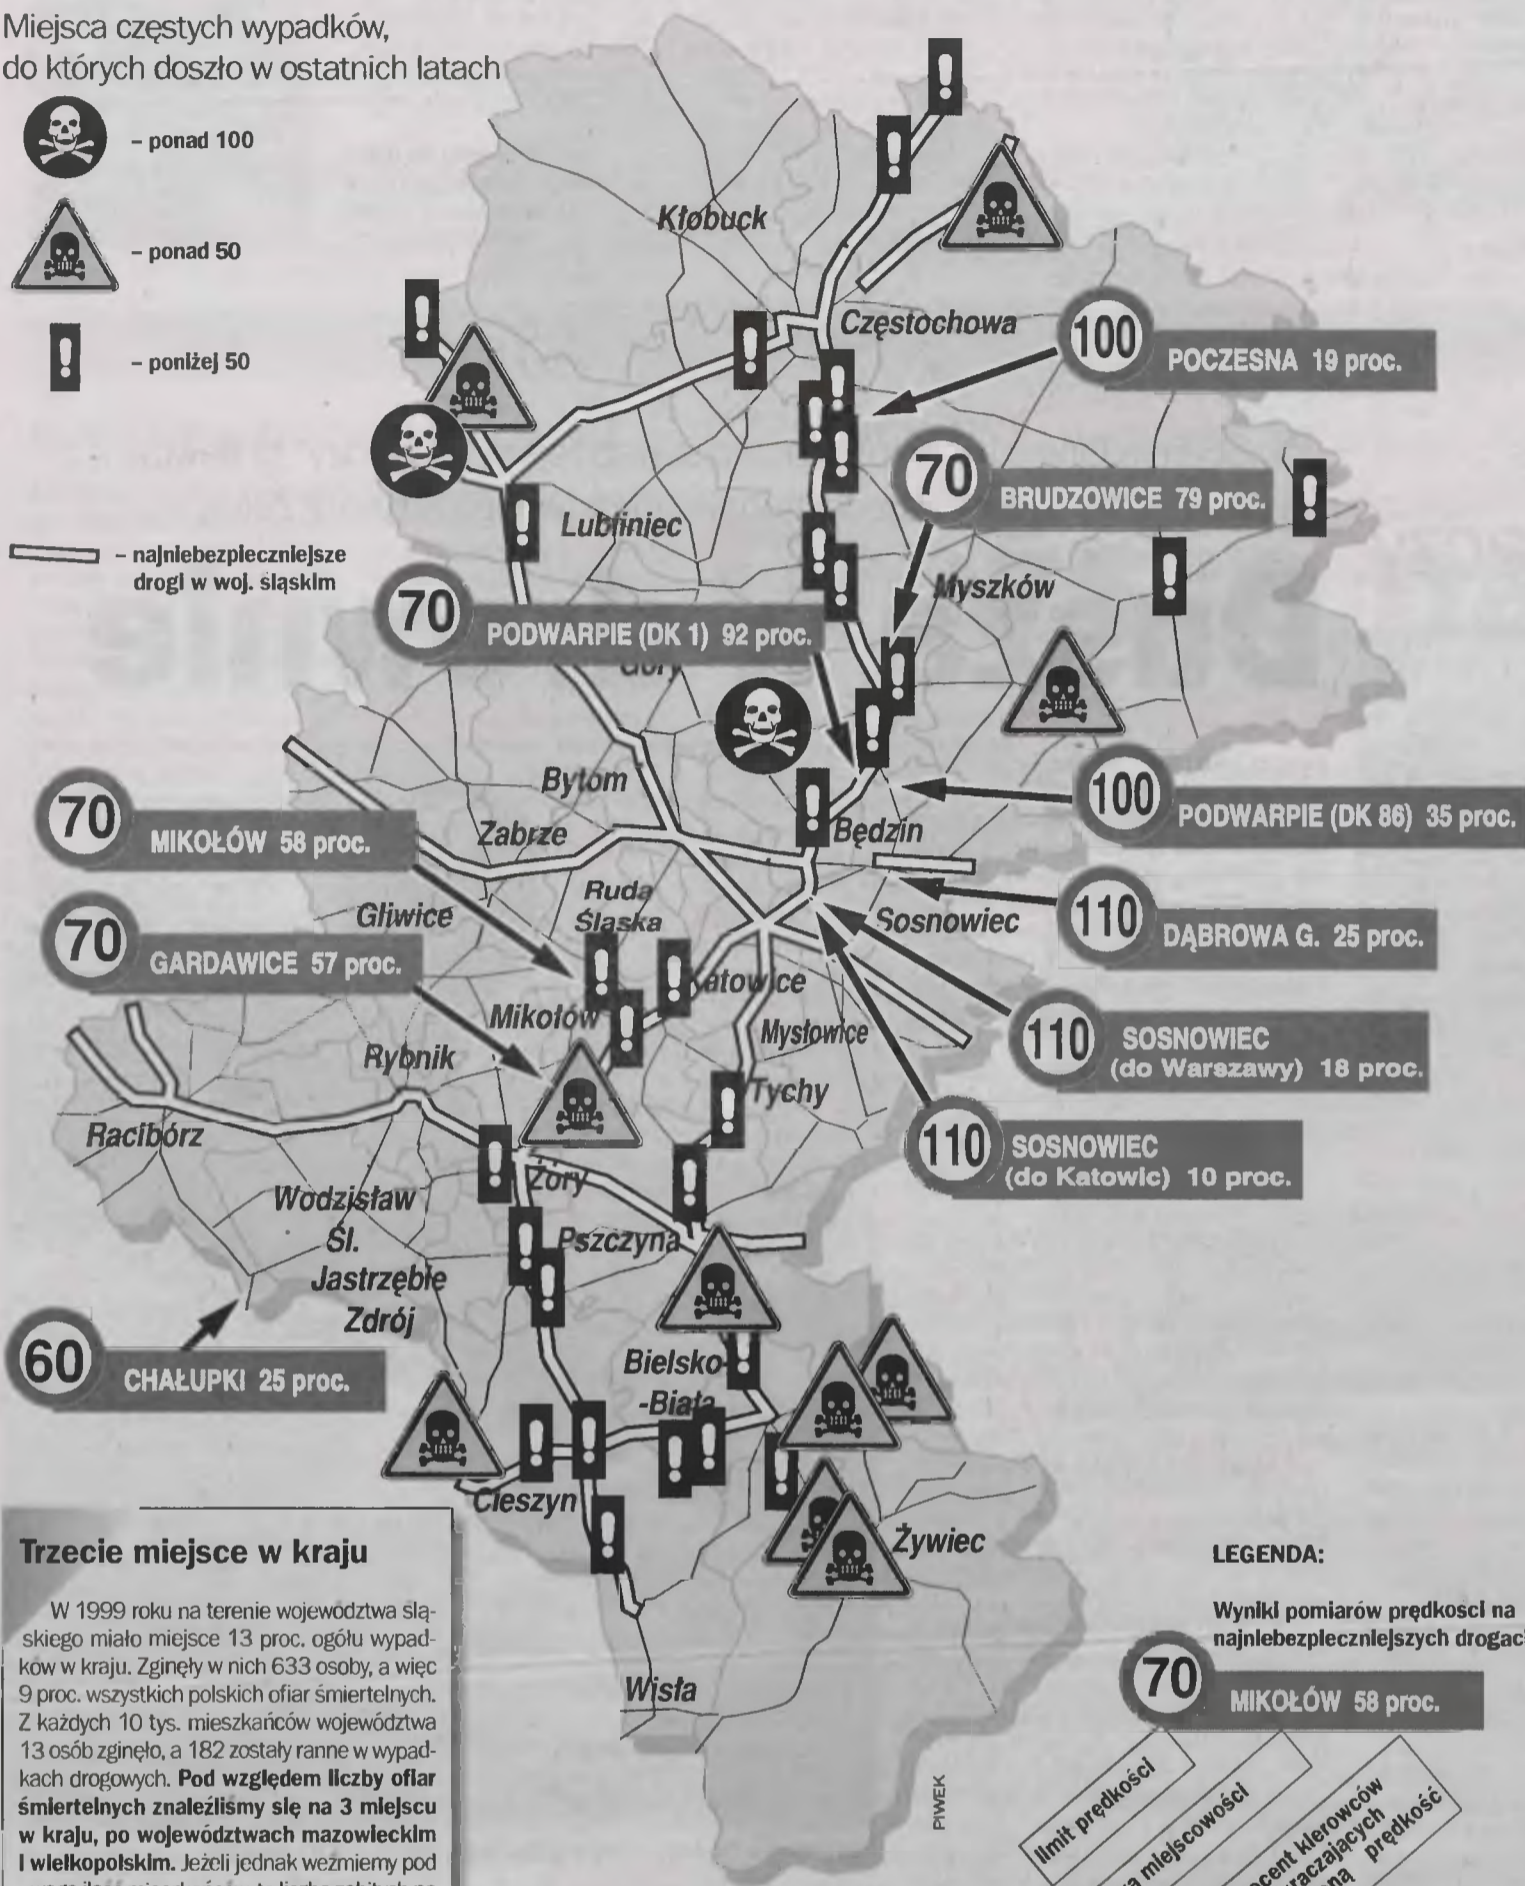 Miejsca częstych wypadków,
do których doszło w ostatnich latach
– ponad 100
– ponad 50
– poniżej 50
– najniebezpieczniejsze
drogi w woj. śląskim
Kłobuck
Częstochowa
100
POCZESNA 19 proc.
70
BRUDZOWICE 79 proc.
Lubliniec
Myszków
70
PODWARPIE (DK 1) 92 proc.
Góry
Bytom
100
PODWARPIE (DK 86) 35 proc.
70
MIKOŁÓW 58 proc.
Zabrze
Będzin
Ruda
Śląska
Gliwice
Sosnowiec
110
DĄBROWA G. 25 proc.
70
GARDAWICE 57 proc.
Katowice
Mikołów
Mysłowice
110
SOSNOWIEC
(do Warszawy) 18 proc.
Rybnik
Tychy
Racibórz
110
SOSNOWIEC
(do Katowic) 10 proc.
Żory
Wodzisław
Śl.
Pszczyna
Jastrzębie
Zdrój
60
CHAŁUPKI 25 proc.
Bielsko-
-Biała
Cieszyn
Żywiec
Wisła
PIWEK
Trzecie miejsce w kraju
W 1999 roku na terenie województwa ślą-
skiego miało miejsce 13 proc. ogółu wypad-
kow w kraju. Zginęły w nich 633 osoby, a więc
9 proc. wszystkich polskich ofiar śmiertelnych.
Z każdych 10 tys. mieszkańców województwa
13 osób zginęło, a 182 zostały ranne w wypad-
kach drogowych. Pod względem liczby ofiar
śmiertelnych znaleźliśmy się na 3 miejscu
w kraju, po województwach mazowieckim
i wielkopolskim. Jeżeli jednak weźmiemy pod
LEGENDA:
Wyniki pomiarów prędkosci na
najniebezpieczniejszych drogac
70
MIKOŁÓW 58 proc.
limit prędkości
miejscowości
kierowców
prędkość